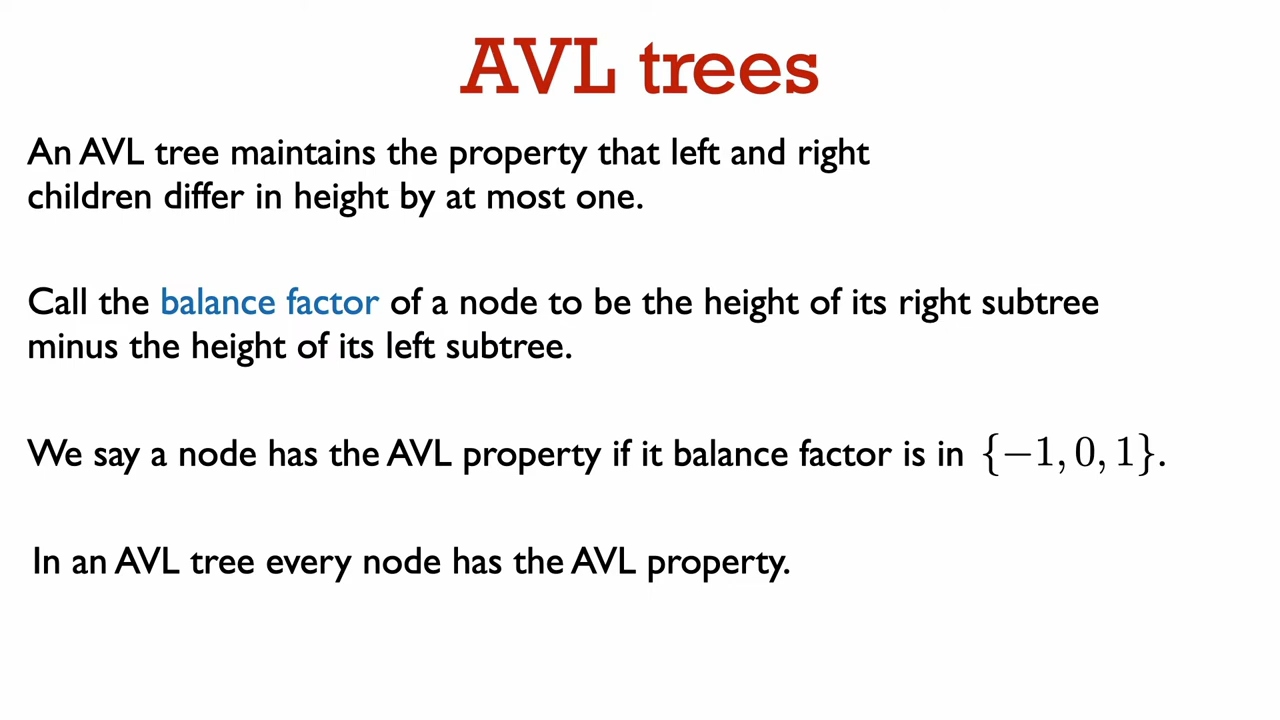 AVL trees
An AVL tree maintains the property that left and right
children differ in height by at most one.
Call the balance factor of a node to be the height of its right subtree
minus the height of its left subtree.
We say a node has the AVL property if it balance factor is in {−1, 0, 1}.
In an AVL tree every node has the AVL property.